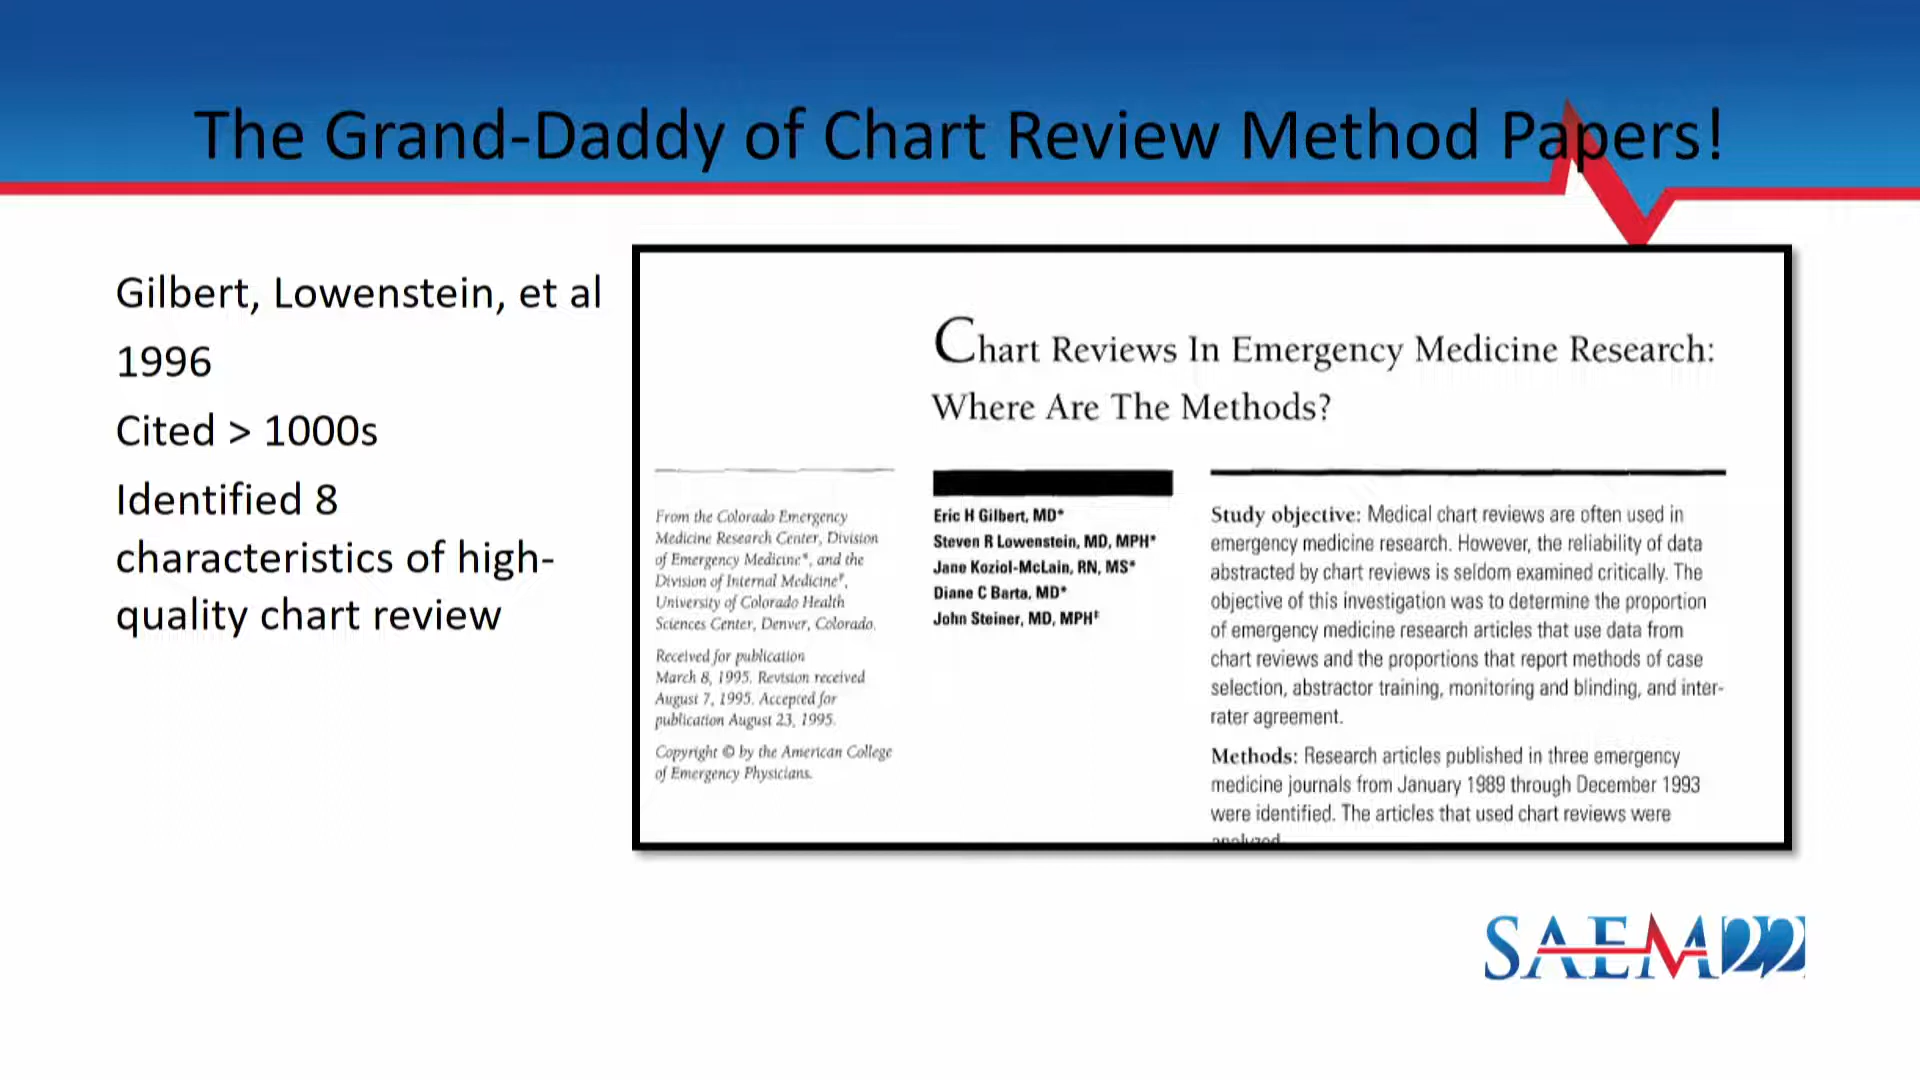 The Grand-Daddy of Chart Review Method Papers!
Gilbert, Lowenstein, et al
1996
Cited > 1000s
Identified 8
characteristics of high-
quality chart review
Chart Reviews In Emergency Medicine Research:
Where Are The Methods?
From the Colorado Emergency
Medicine Research Center, Division
of Emergency Medicine*, and the
Division of Internal Medicine‡,
University of Colorado Health
Sciences Center, Denver, Colorado.
Received for publication
March 8, 1995. Revision received
August 7, 1995. Accepted for
publication August 23, 1995.
Copyright © by the American College
of Emergency Physicians.
Eric H Gilbert, MD*
Steven R Lowenstein, MD, MPH*
Jane Koziol-McLain, RN, MS*
Diane C Barta, MD*
John Steiner, MD, MPH‡
Study objective: Medical chart reviews are often used in
emergency medicine research. However, the reliability of data
abstracted by chart reviews is seldom examined critically. The
objective of this investigation was to determine the proportion
of emergency medicine research articles that use data from
chart reviews and the proportions that report methods of case
selection, abstractor training, monitoring and blinding, and inter-
rater agreement.
Methods: Research articles published in three emergency
medicine journals from January 1989 through December 1993
were identified. The articles that used chart reviews were
analyzed
SAEM22